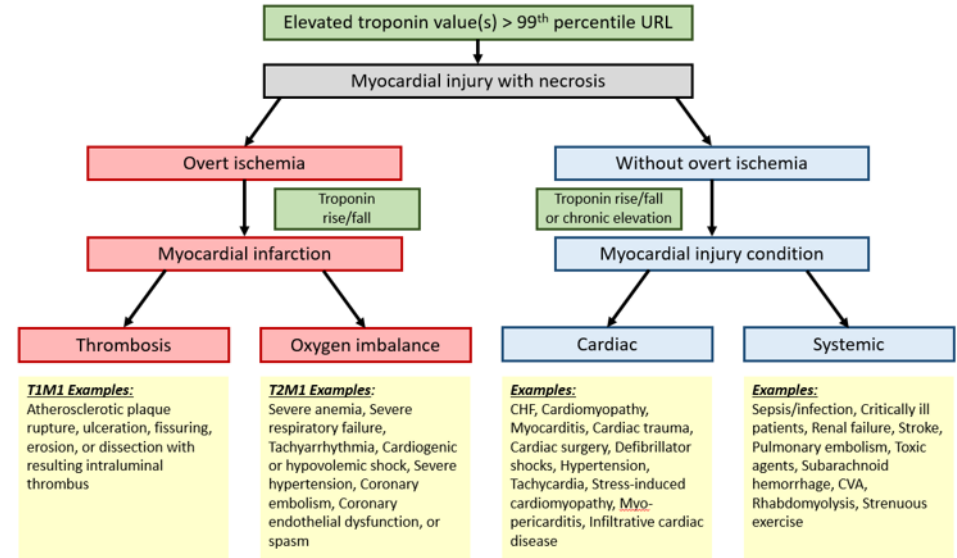 Elevated troponin value(s) > 99th percentile URL
Myocardial injury with necrosis
Overt ischemia
Without overt ischemia
Troponin
rise/fall
Troponin rise/fall
or chronic elevation
Myocardial infarction
Myocardial injury condition
Thrombosis
Oxygen imbalance
Cardiac
Systemic
T1M1 Examples:
Atherosclerotic plaque
rupture, ulceration, fissuring,
erosion, or dissection with
resulting intraluminal
thrombus
T2M1 Examples:
Severe anemia, Severe
respiratory failure,
Tachyarrhythmia, Cardiogenic
or hypovolemic shock, Severe
hypertension, Coronary
embolism, Coronary
endothelial dysfunction, or
spasm
Examples:
CHF, Cardiomyopathy,
Myocarditis, Cardiac trauma,
Cardiac surgery, Defibrillator
shocks, Hypertension,
Tachycardia, Stress-induced
cardiomyopathy, Myo-
pericarditis, Infiltrative cardiac
disease
Examples:
Sepsis/infection, Critically ill
patients, Renal failure, Stroke,
Pulmonary embolism, Toxic
agents, Subarachnoid
hemorrhage, CVA,
Rhabdomyolysis, Strenuous
exercise